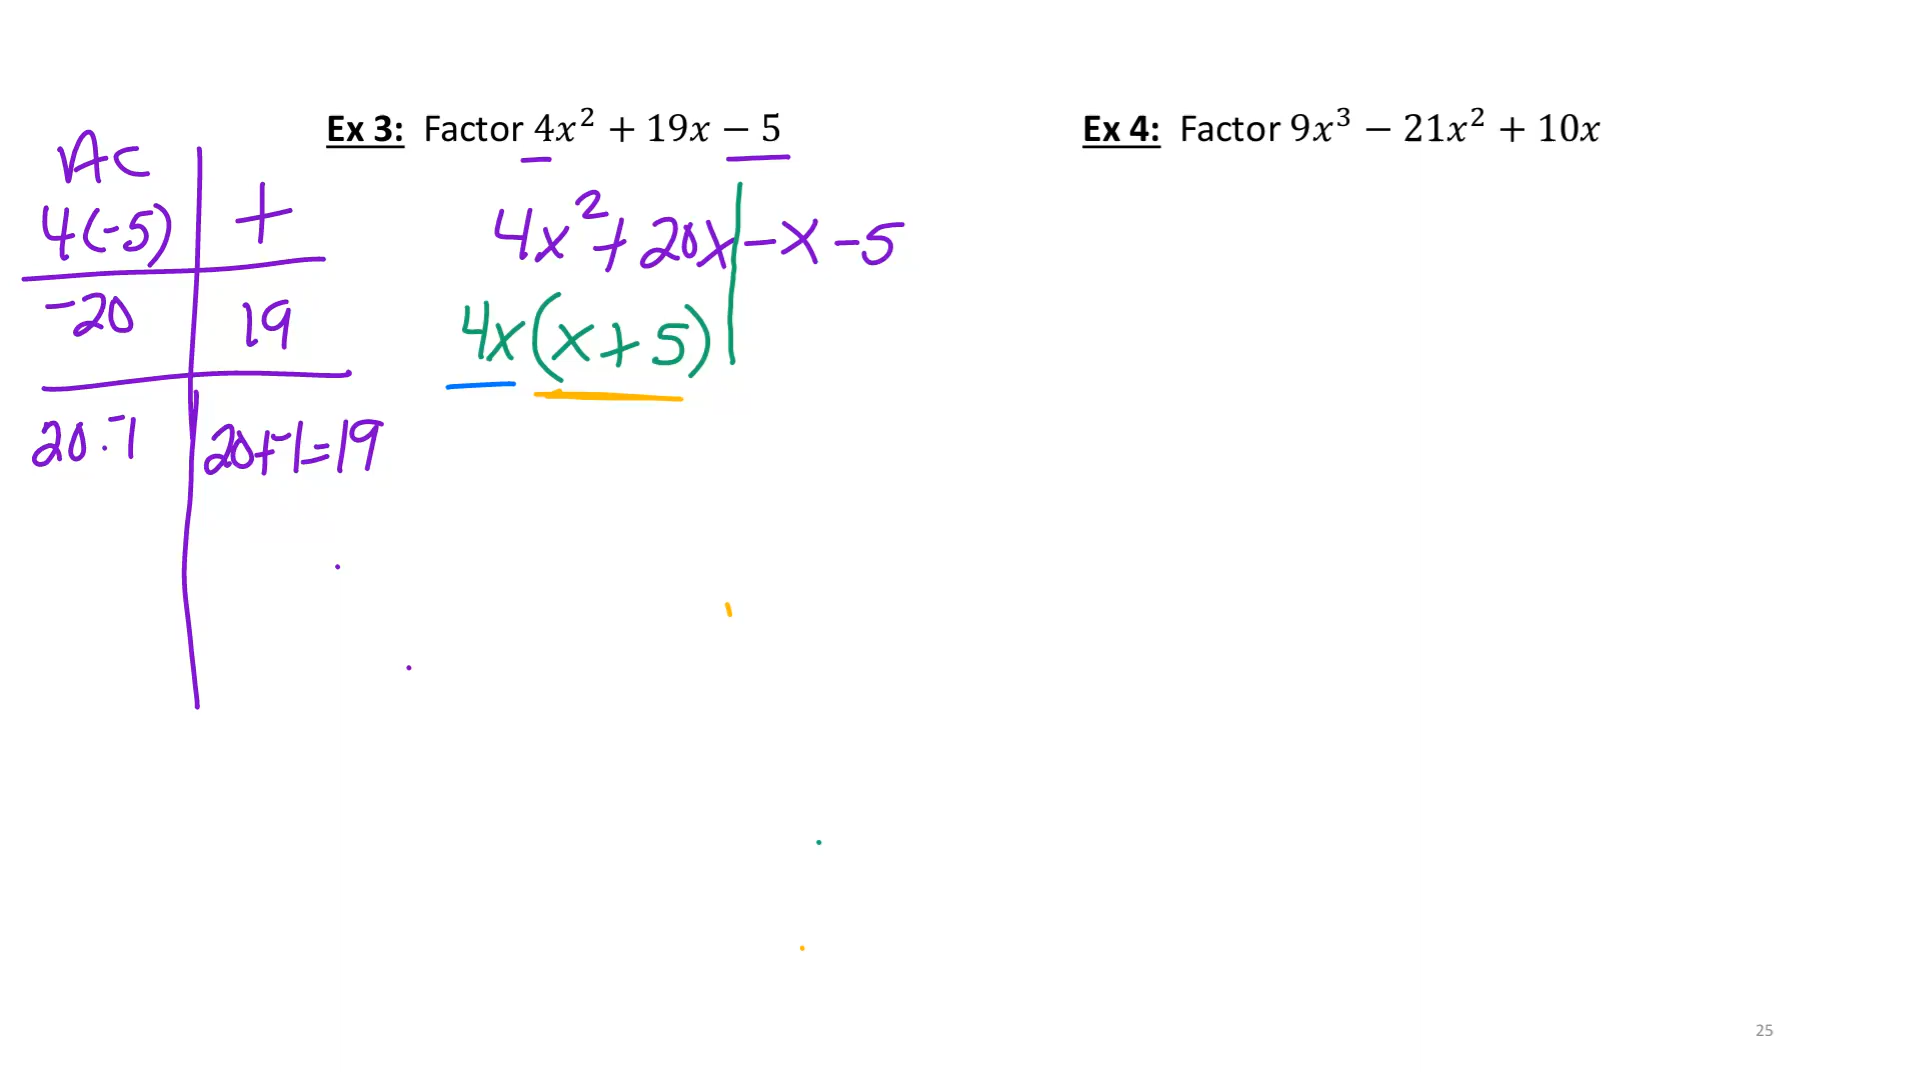 Ex 3: Factor 4x² + 19x − 5
AC
4(-5) +
-20 19
20·-1 20+-1=19
4x²+20x-x-5
4x(x+5)
Ex 4: Factor 9x³ − 21x² + 10x
25